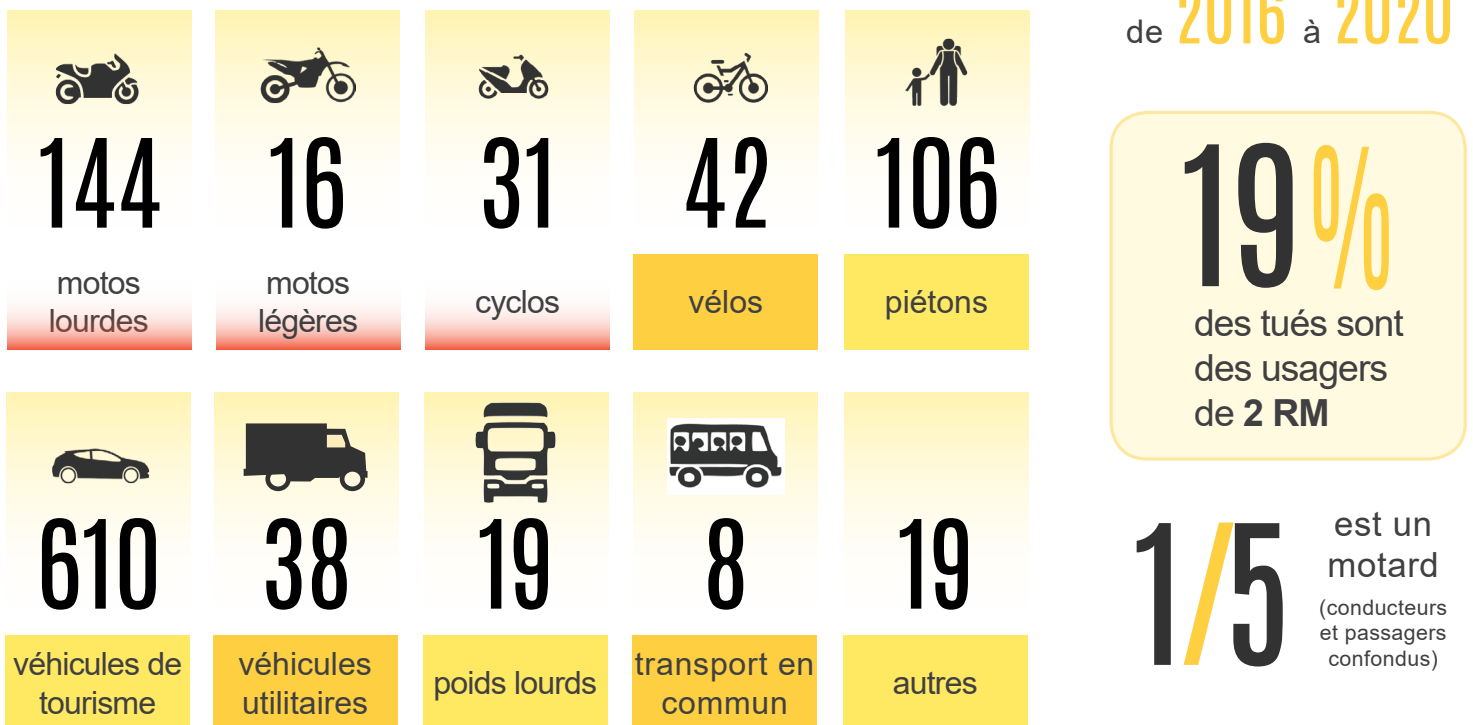 de 2016 à 2020
144
16
31
42
106
motos
lourdes
motos
légères
cyclos
vélos
piétons
610
38
19
8
19
véhicules de
tourisme
véhicules
utilitaires
poids lourds
transport en
commun
autres
19%
des tués sont
des usagers
de 2 RM
1/5
est un
motard
(conducteurs
et passagers
confondus)